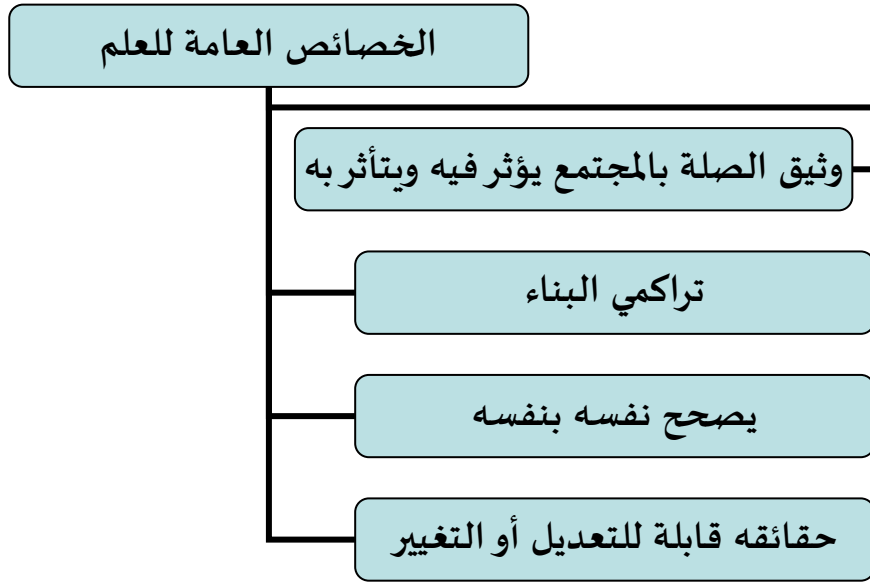 الخصائص العامة للعلم
وثيق الصلة بالمجتمع يؤثر فيه ويتأثر به
تراكمي البناء
يصحح نفسه بنفسه
حقائقه قابلة للتعديل أو التغيير